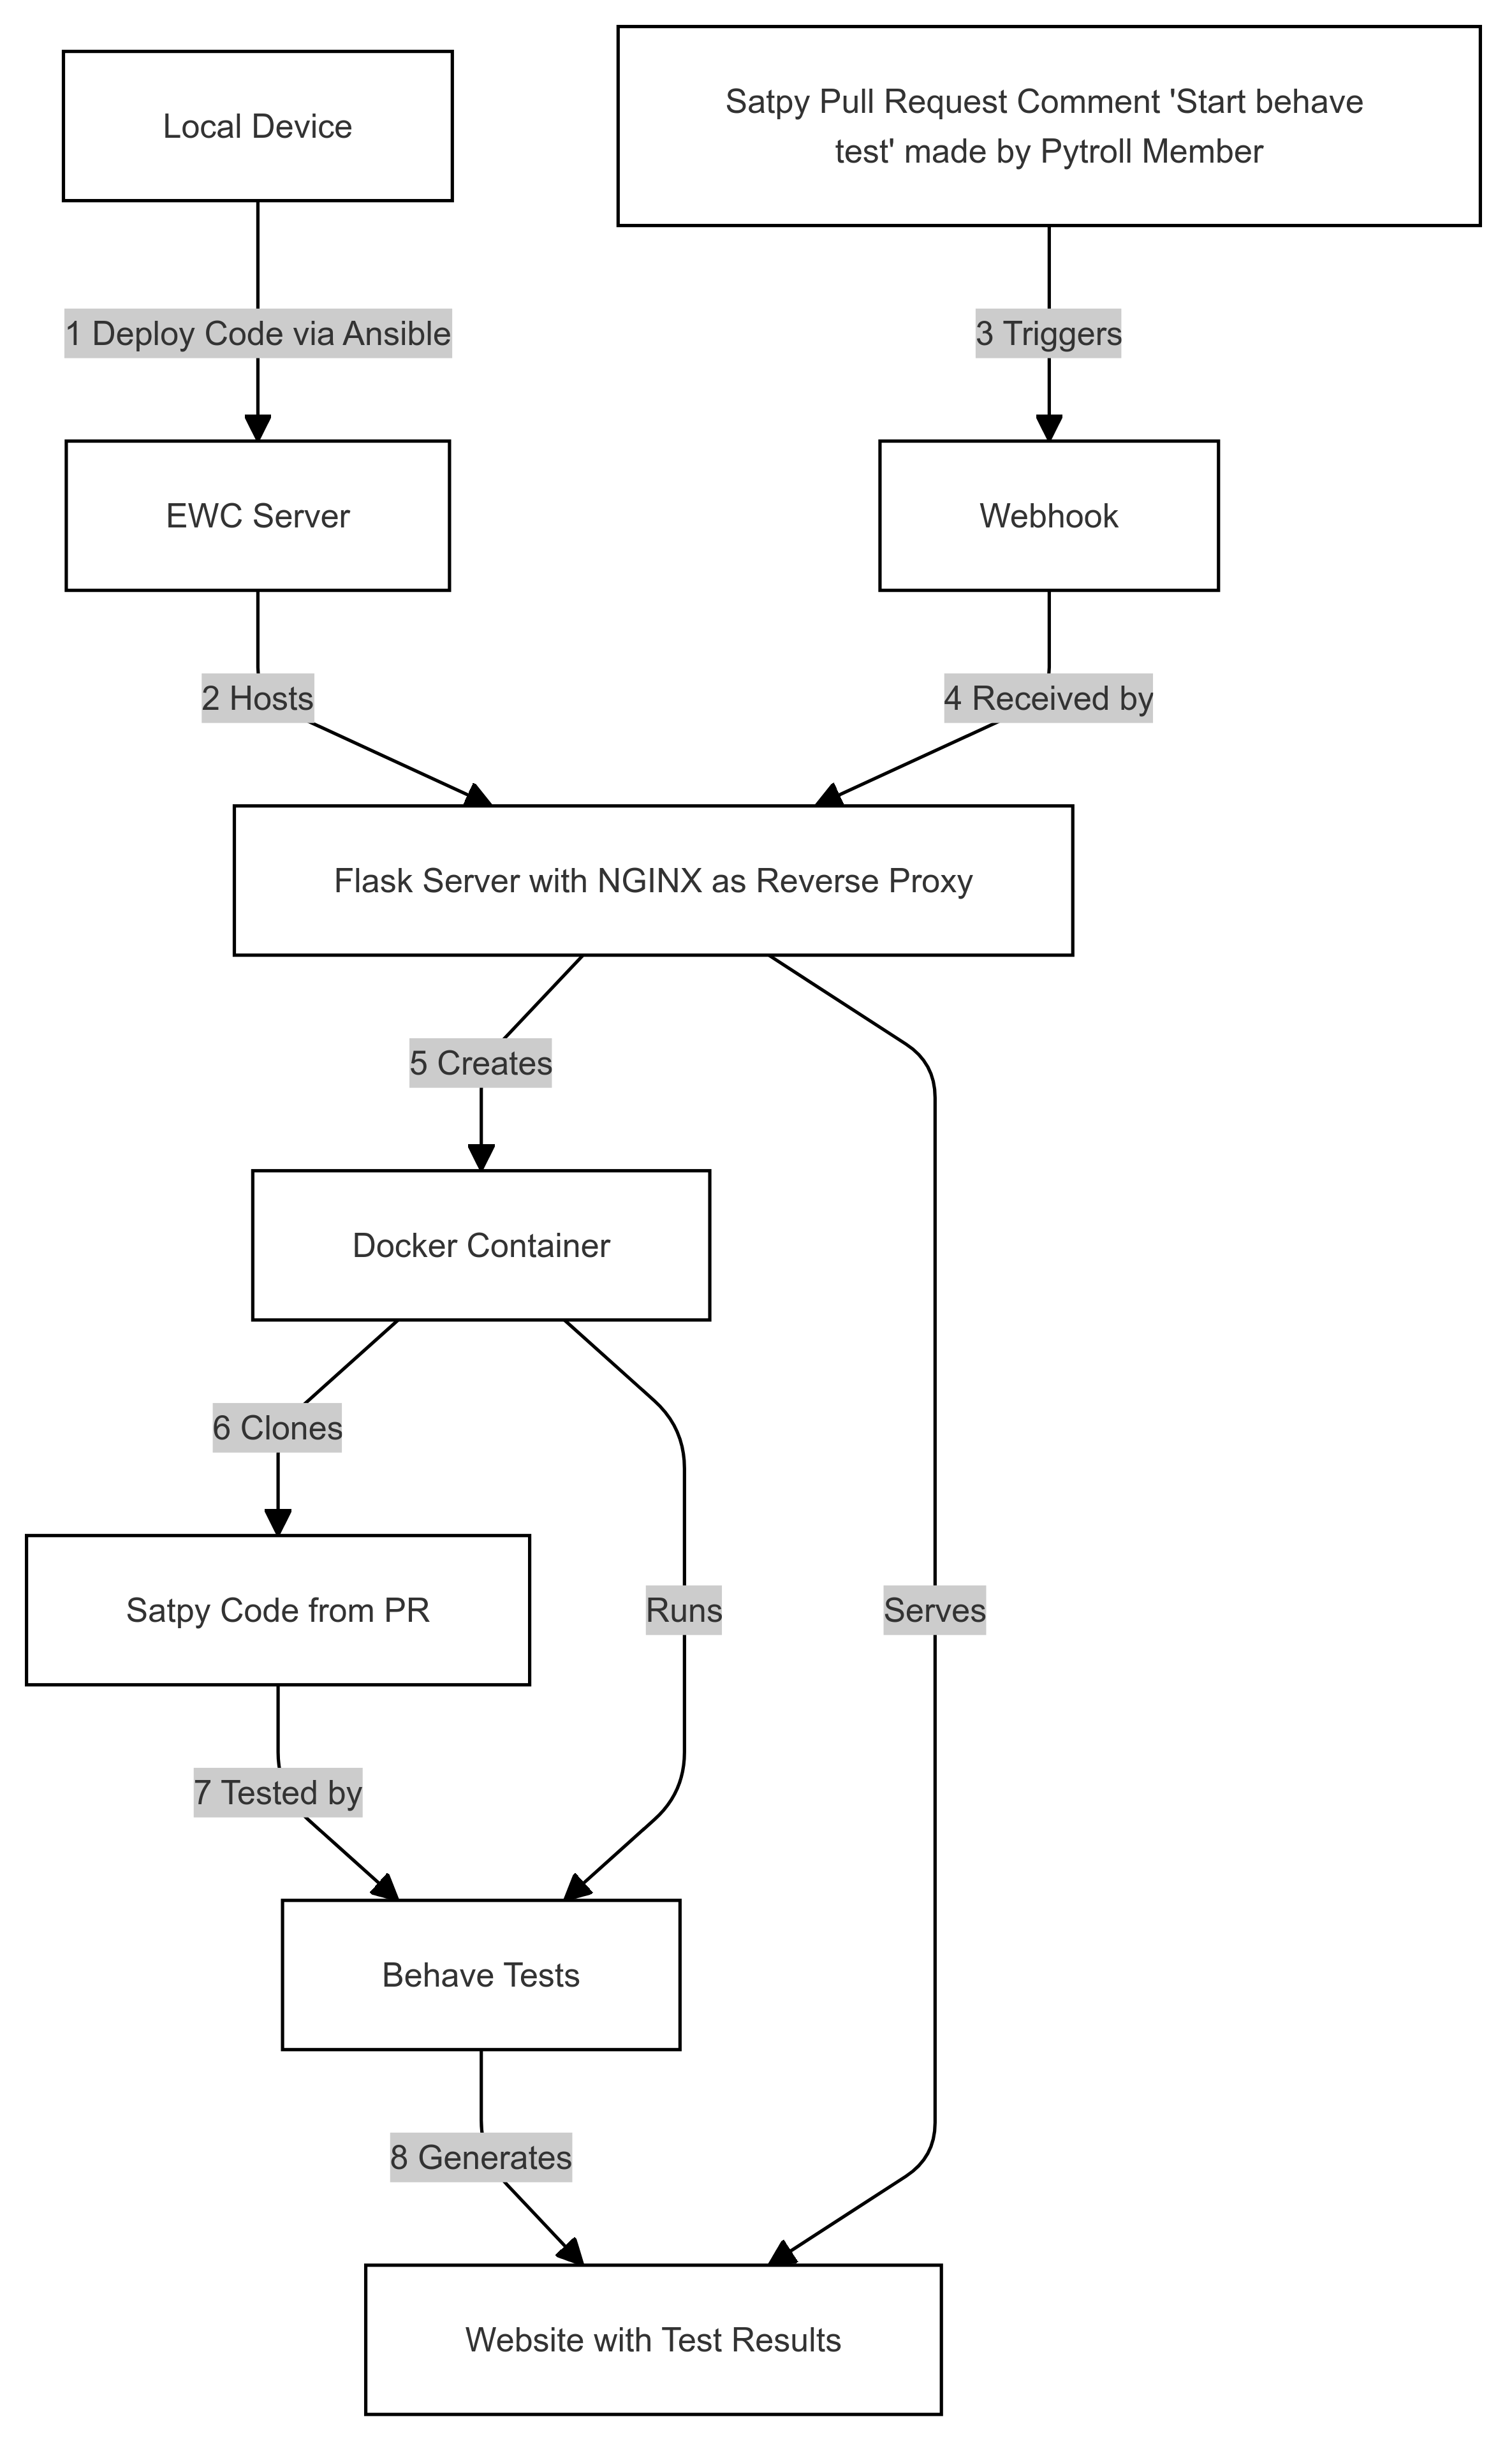 Local Device
Satpy Pull Request Comment 'Start behave
test' made by Pytroll Member
1 Deploy Code via Ansible
3 Triggers
EWC Server
Webhook
2 Hosts
4 Received by
Flask Server with NGINX as Reverse Proxy
5 Creates
Docker Container
6 Clones
Satpy Code from PR
Runs
Serves
7 Tested by
Behave Tests
8 Generates
Website with Test Results